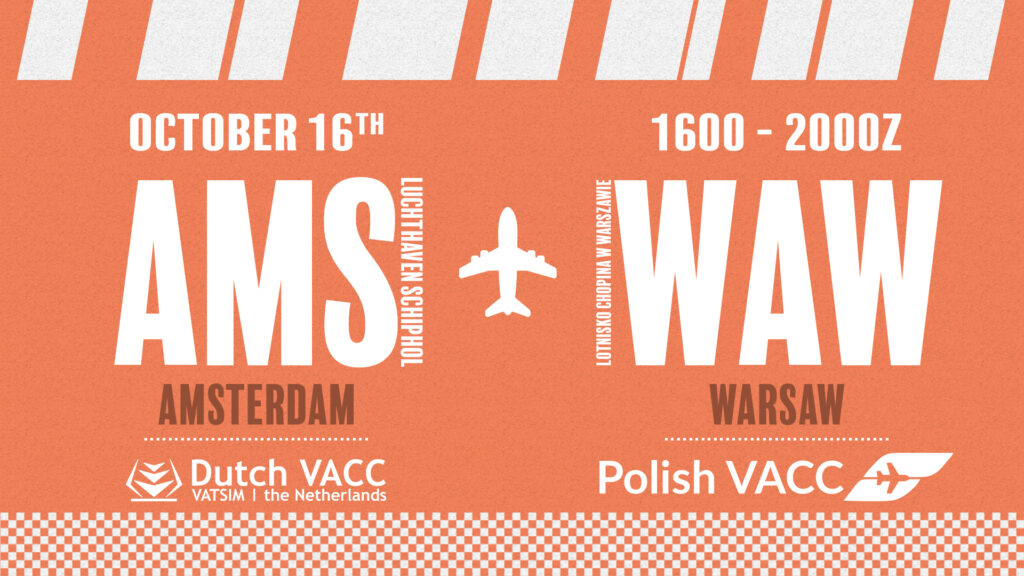 OCTOBER 16TH
AMS
LUCHTHAVEN SCHIPHOL
AMSTERDAM
Dutch VACC
VATSIM | the Netherlands
1600 - 2000Z
LOTNISKO CHOPINA W WARSZAWIE
WAW
WARSAW
Polish VACC